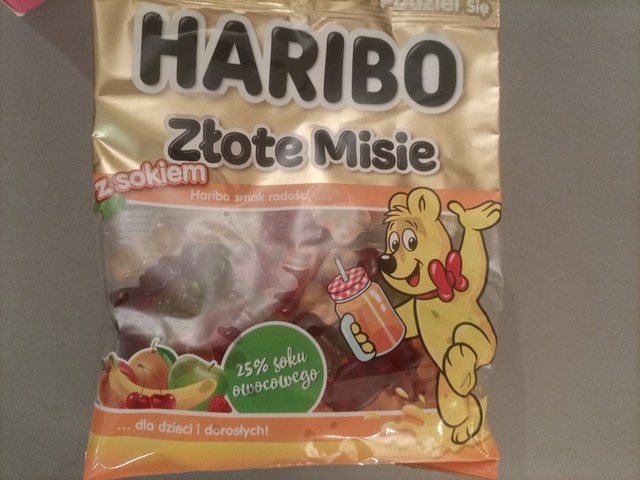 Podziel się
HARIBO
Złote Misie
z sokiem
Haribo smak radości ...
25% soku
owocowego
... dla dzieci i dorosłych!